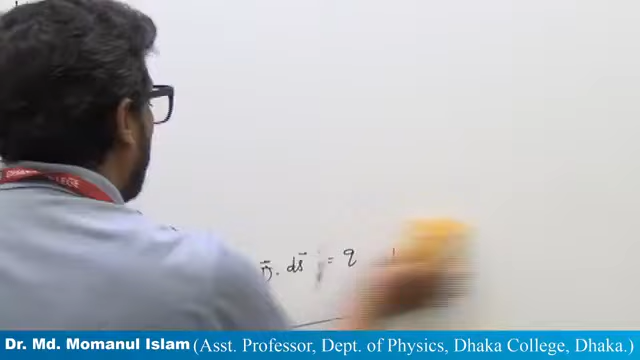 D⃗ . ds⃗ = q
Dr. Md. Momanul Islam (Asst. Professor, Dept. of Physics, Dhaka College, Dhaka.)